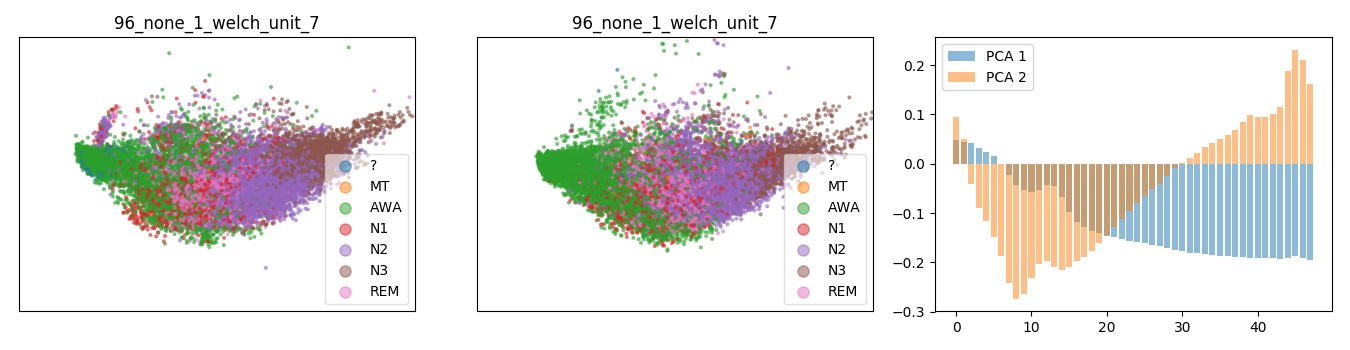 96_none_1_welch_unit_7
?
MT
AWA
N1
N2
N3
REM
96_none_1_welch_unit_7
?
MT
AWA
N1
N2
N3
REM
PCA 1
PCA 2
0.2
0.1
0.0
−0.1
−0.2
−0.3
0
10
20
30
40